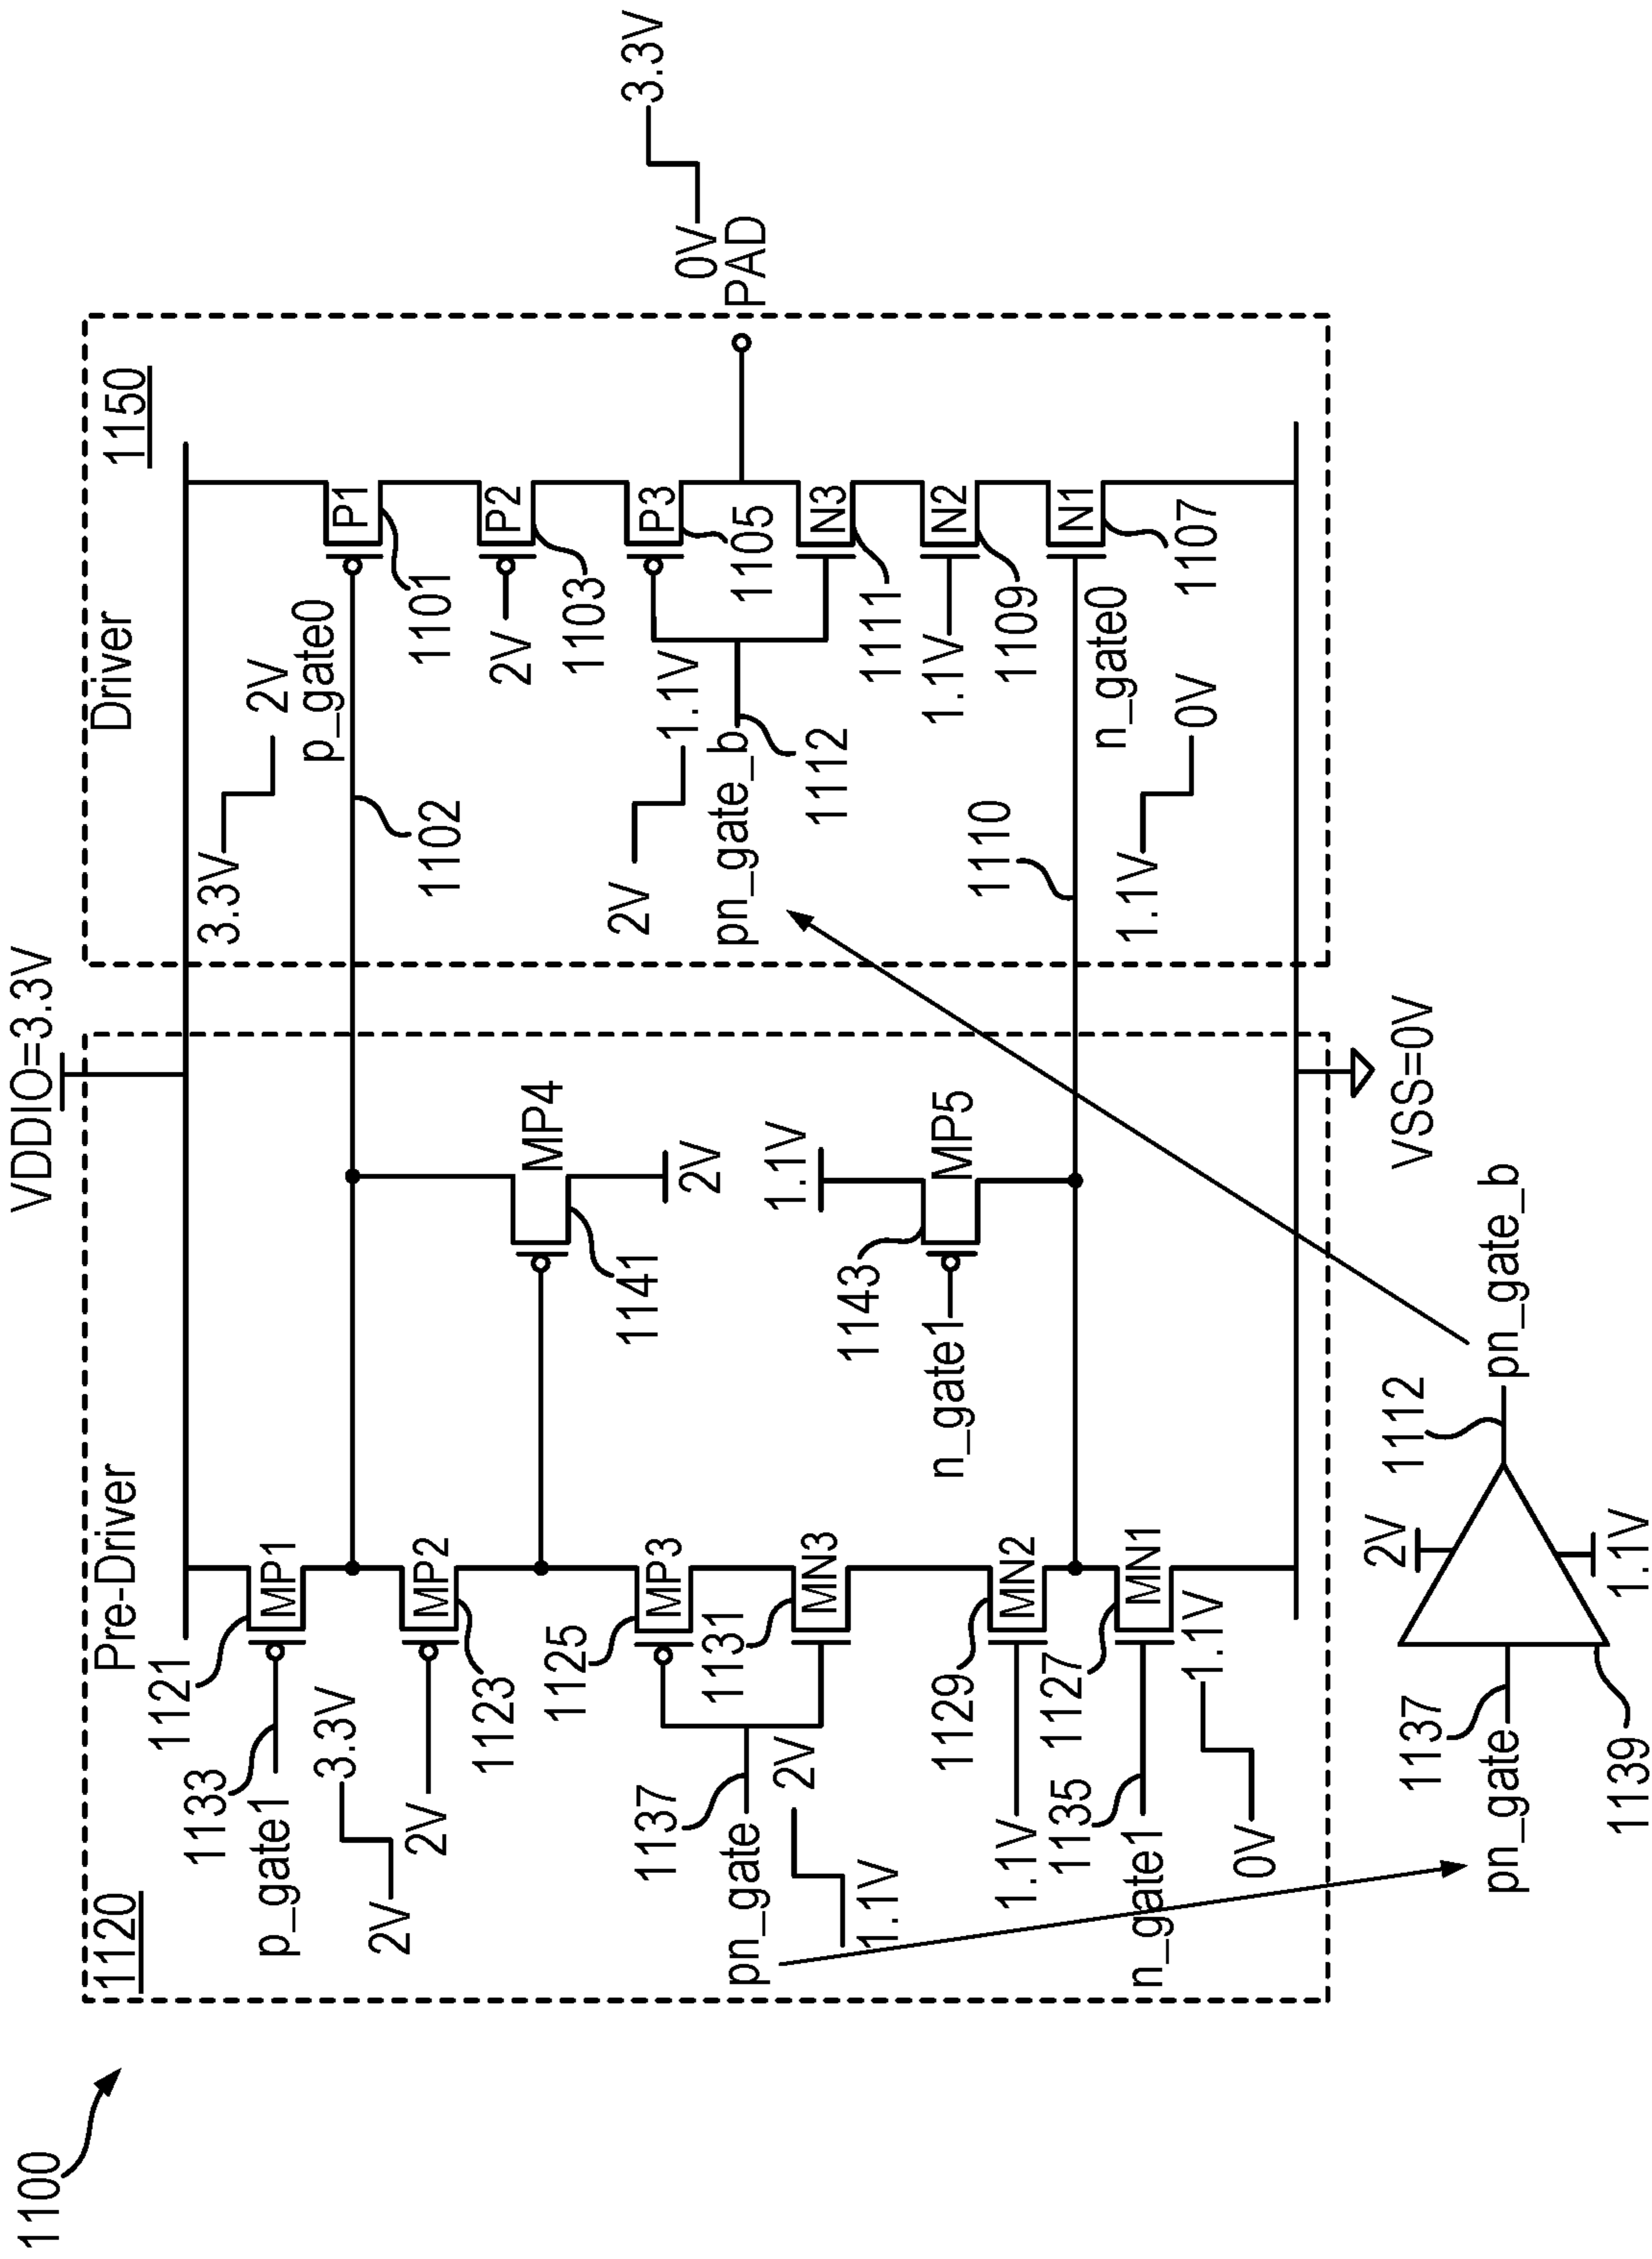 1100
VDDIO=3.3V
1120
Pre-Driver
Driver
1150
1121
MP1
1133
p_gate1
2V
3.3V
3.3V
2V
p_gate0
1102
P1
1101
2V
MP2
1123
MP4
1141
2V
2V
P2
1103
1125
MP3
1137
pn_gate
1.1V
2V
1131
MN3
2V
1.1V
pn_gate_b
1112
P3
1105
N3
1111
0V
3.3V
PAD
1.1V
MP5
1143
n_gate1
1129
MN2
1.1V
1.1V
N2
1109
1135
n_gate1
0V
1.1V
1127
MN1
1110
n_gate0
1.1V
0V
N1
1107
VSS=0V
pn_gate
1137
1139
2V
1.1V
1112
pn_gate_b